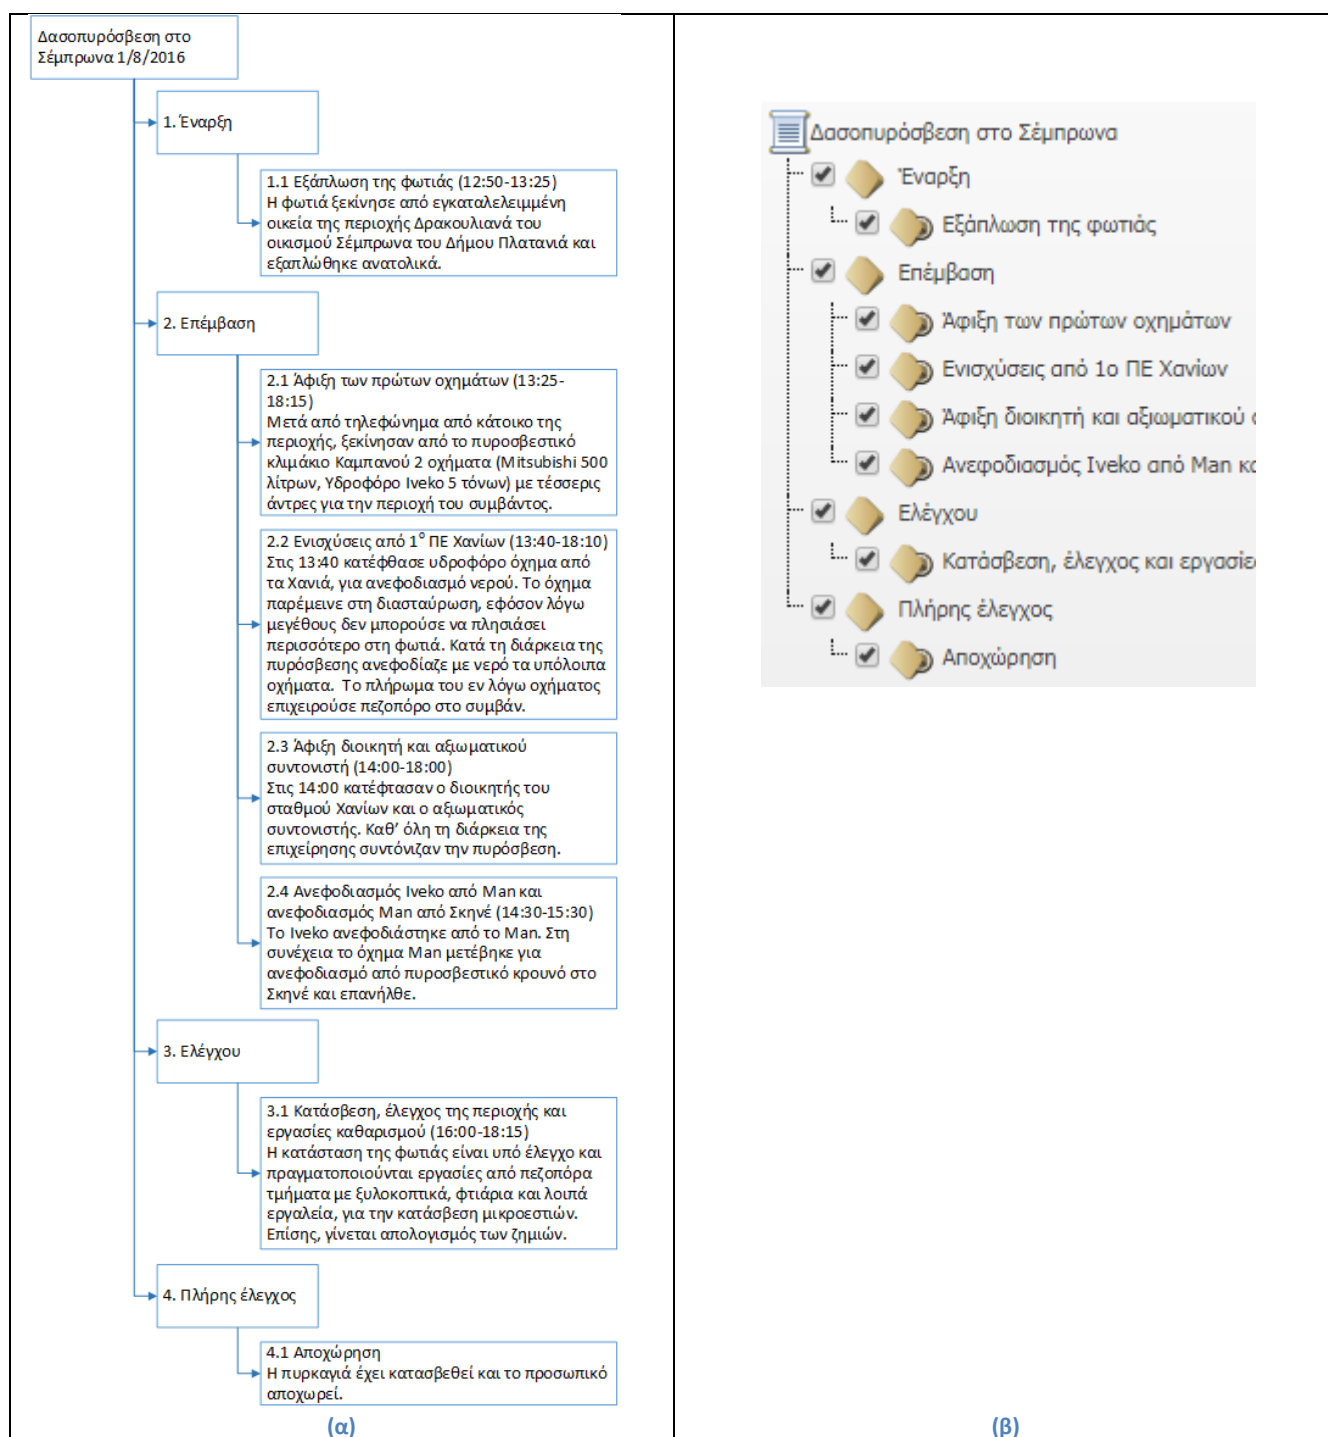 Δασοπυρόσβεση στο
Σέμπρωνα 1/8/2016
1. Έναρξη
1.1 Εξάπλωση της φωτιάς (12:50-13:25)
Η φωτιά ξεκίνησε από εγκαταλελειμμένη
οικεία της περιοχής Δρακουλιανά του
οικισμού Σέμπρωνα του Δήμου Πλατανιά και
εξαπλώθηκε ανατολικά.
2. Επέμβαση
2.1 Άφιξη των πρώτων οχημάτων (13:25-
18:15)
Μετά από τηλεφώνημα από κάτοικο της
περιοχής, ξεκίνησαν από το πυροσβεστικό
κλιμάκιο Καμπανού 2 οχήματα (Mitsubishi 500
λίτρων, Υδροφόρο Iveko 5 τόνων) με τέσσερις
άντρες για την περιοχή του συμβάντος.
2.2 Ενισχύσεις από 1ο ΠΕ Χανίων (13:40-18:10)
Στις 13:40 κατέφθασε υδροφόρο όχημα από
τα Χανιά, για ανεφοδιασμό νερού. Το όχημα
παρέμεινε στη διασταύρωση, εφόσον λόγω
μεγέθους δεν μπορούσε να πλησιάσει
περισσότερο στη φωτιά. Κατά τη διάρκεια της
πυρόσβεσης ανεφοδίαζε με νερό τα υπόλοιπα
οχήματα. Το πλήρωμα του εν λόγω οχήματος
επιχειρούσε πεζοπόρο στο συμβάν.
2.3 Άφιξη διοικητή και αξιωματικού
συντονιστή (14:00-18:00)
Στις 14:00 κατέφτασαν ο διοικητής του
σταθμού Χανίων και ο αξιωματικός
συντονιστής. Καθ’ όλη τη διάρκεια της
επιχείρησης συντόνιζαν την πυρόσβεση.
2.4 Ανεφοδιασμός Iveko από Man και
ανεφοδιασμός Man από Σκηνέ (14:30-15:30)
Το Iveko ανεφοδιάστηκε από το Man. Στη
συνέχεια το όχημα Man μετέβηκε για
ανεφοδιασμό από πυροσβεστικό κρουνό στο
Σκηνέ και επανήλθε.
3. Ελέγχου
3.1 Κατάσβεση, έλεγχος της περιοχής και
εργασίες καθαρισμού (16:00-18:15)
Η κατάσταση της φωτιάς είναι υπό έλεγχο και
πραγματοποιούνται εργασίες από πεζοπόρα
τμήματα με ξυλοκοπτικά, φτιάρια και λοιπά
εργαλεία, για την κατάσβεση μικροεστιών.
Επίσης, γίνεται απολογισμός των ζημιών.
4. Πλήρης έλεγχος
4.1 Αποχώρηση
Η πυρκαγιά έχει κατασβεθεί και το προσωπικό
αποχωρεί.
(α)
Δασοπυρόσβεση στο Σέμπρωνα
Έναρξη
Εξάπλωση της φωτιάς
Επέμβαση
Άφιξη των πρώτων οχημάτων
Ενισχύσεις από 1ο ΠΕ Χανίων
Άφιξη διοικητή και αξιωματικού
Ανεφοδιασμός Iveko από Man
Ελέγχου
Κατάσβεση, έλεγχος και
Πλήρης έλεγχος
Αποχώρηση
(β)